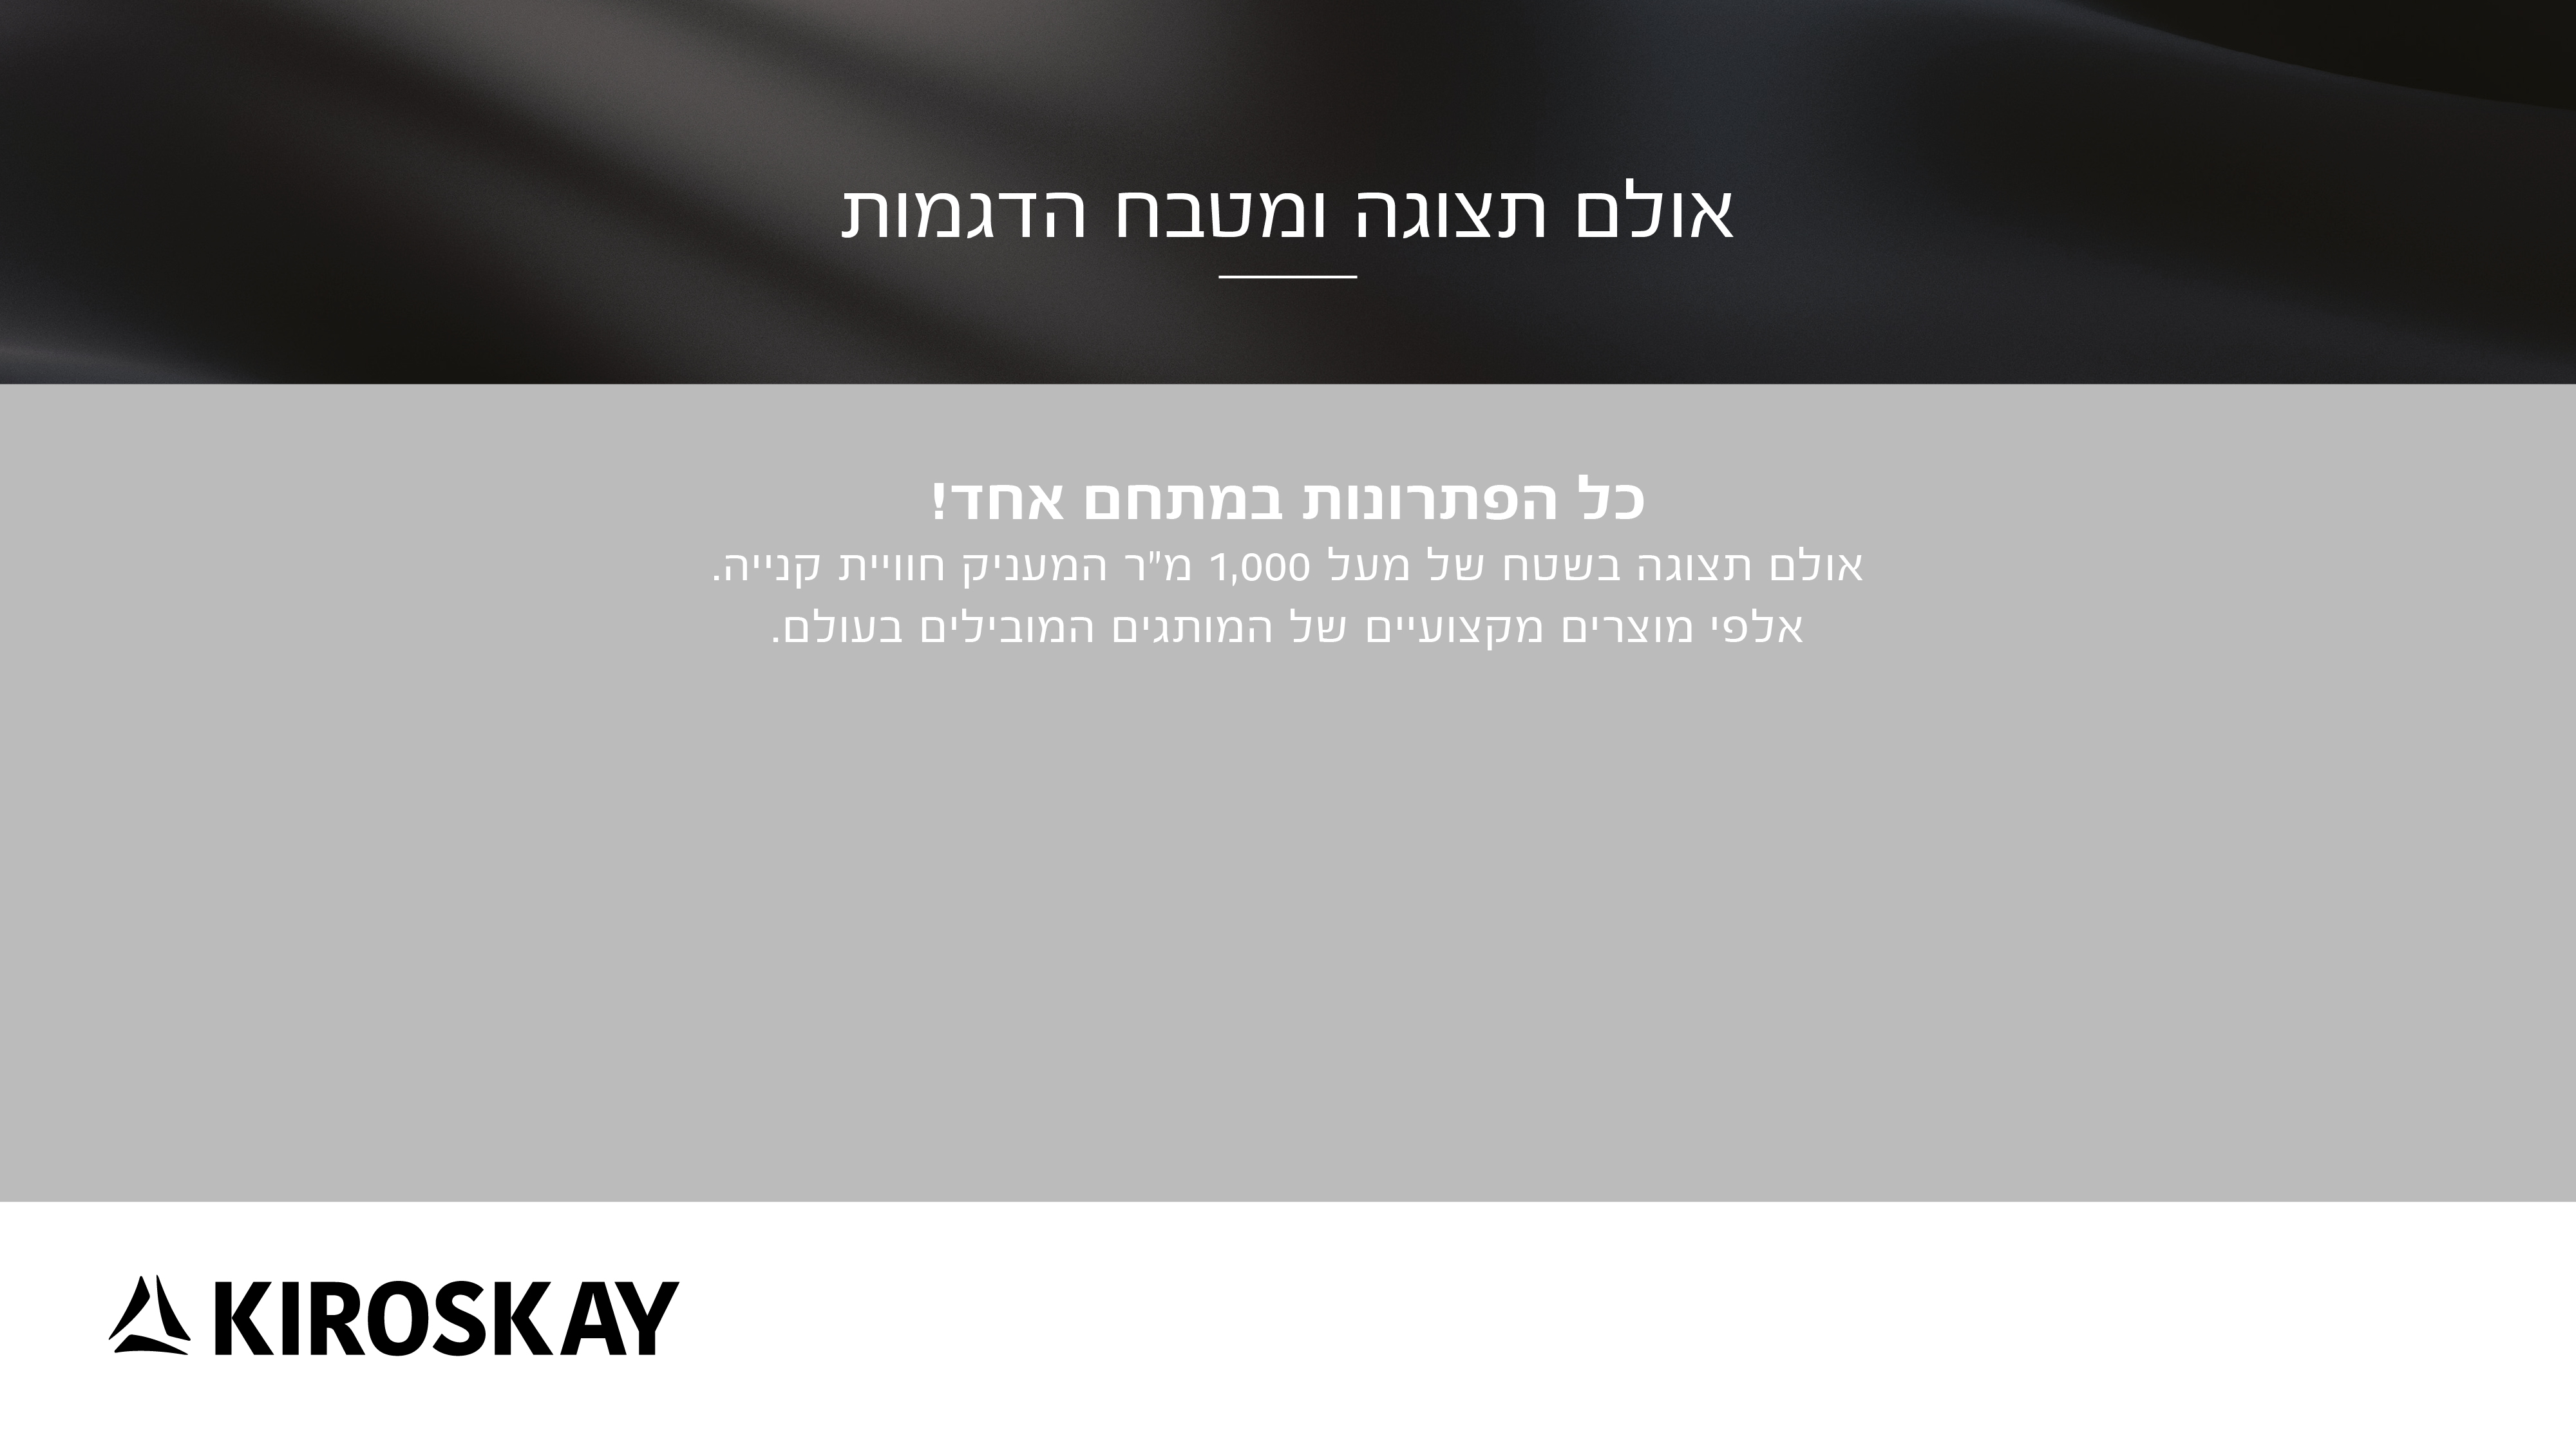 אולם תצוגה ומטבח הדגמות
כל הפתרונות במתחם אחד!
אולם תצוגה בשטח של מעל 1,000 מ"ר המעניק חוויית קנייה.
אלפי מוצרים מקצועיים של המותגים המובילים בעולם.
KIROSKAY